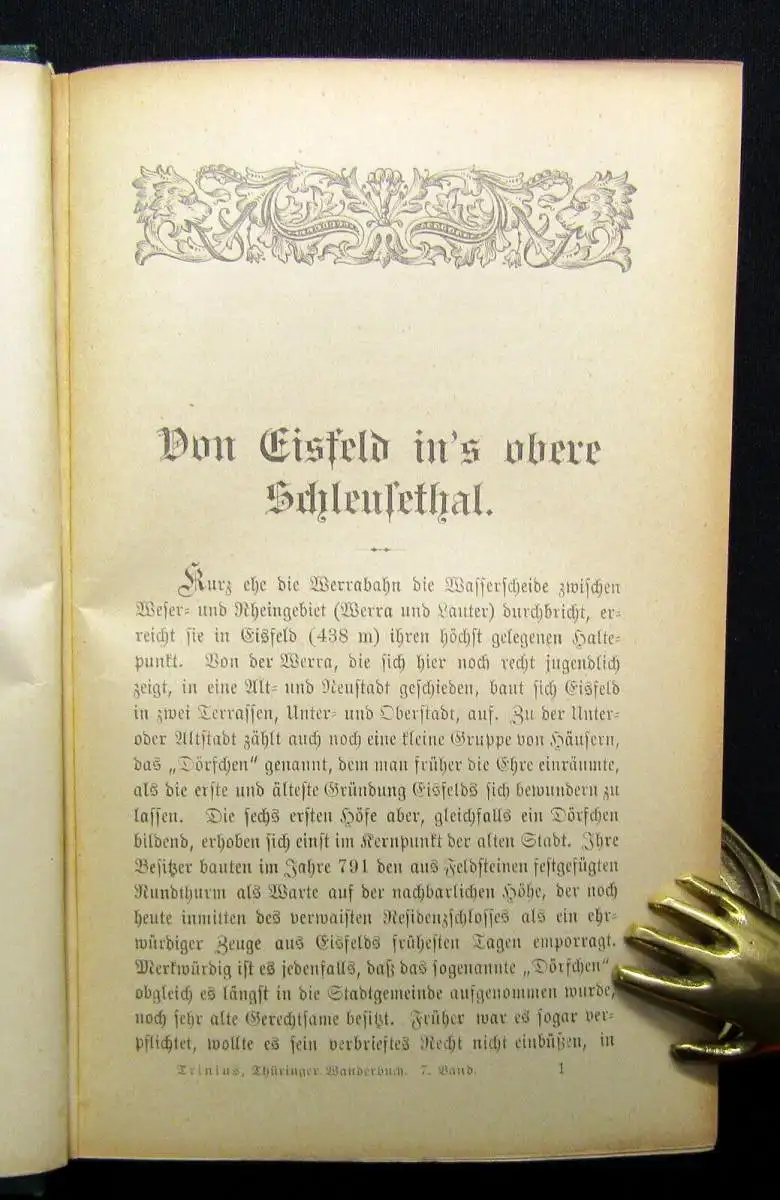 Von Eisfeld in's obere
Schleusethal.
Kurz ehe die Werrabahn die Wasserscheide zwischen
Weser- und Rheingebiet (Werra und Lauter) durchbricht, er-
reicht sie in Eisfeld (438 m) ihren höchst gelegenen Halte-
punkt. Von der Werra, die sich hier noch recht jugendlich
zeigt, in eine Alt- und Neustadt geschieden, baut sich Eisfeld
in zwei Terrassen, Unter- und Oberstadt, auf. Zu der Unter-
oder Altstadt zählt auch noch eine kleine Gruppe von Häusern,
das „Dörfchen" genannt, dem man früher die Ehre einräumte,
als die erste und älteste Gründung Eisfelds sich bewundern zu
lassen. Die sechs ersten Höfe aber, gleichfalls ein Dörfchen
bildend, erhoben sich einst im Kernpunkt der alten Stadt. Ihre
Besitzer bauten im Jahre 791 den aus Feldsteinen festgefügten
Rundthurm als Warte auf der nachbarlichen Höhe, der noch
heute inmitten des verwaisten Residenzschlosses als ein ehr-
würdiger Zeuge aus Eisfelds frühesten Tagen emporragt.
Merkwürdig ist es jedenfalls, daß das sogenannte „Dörfchen"
obgleich es längst in die Stadtgemeinde aufgenommen wurde,
noch sehr alte Gerechtsame besitzt. Früher war es sogar ver-
pflichtet, wollte es sein verbrieftes Recht nicht einbüßen, in
Trinius, Thüringer Wanderbuch. 7. Band. 1